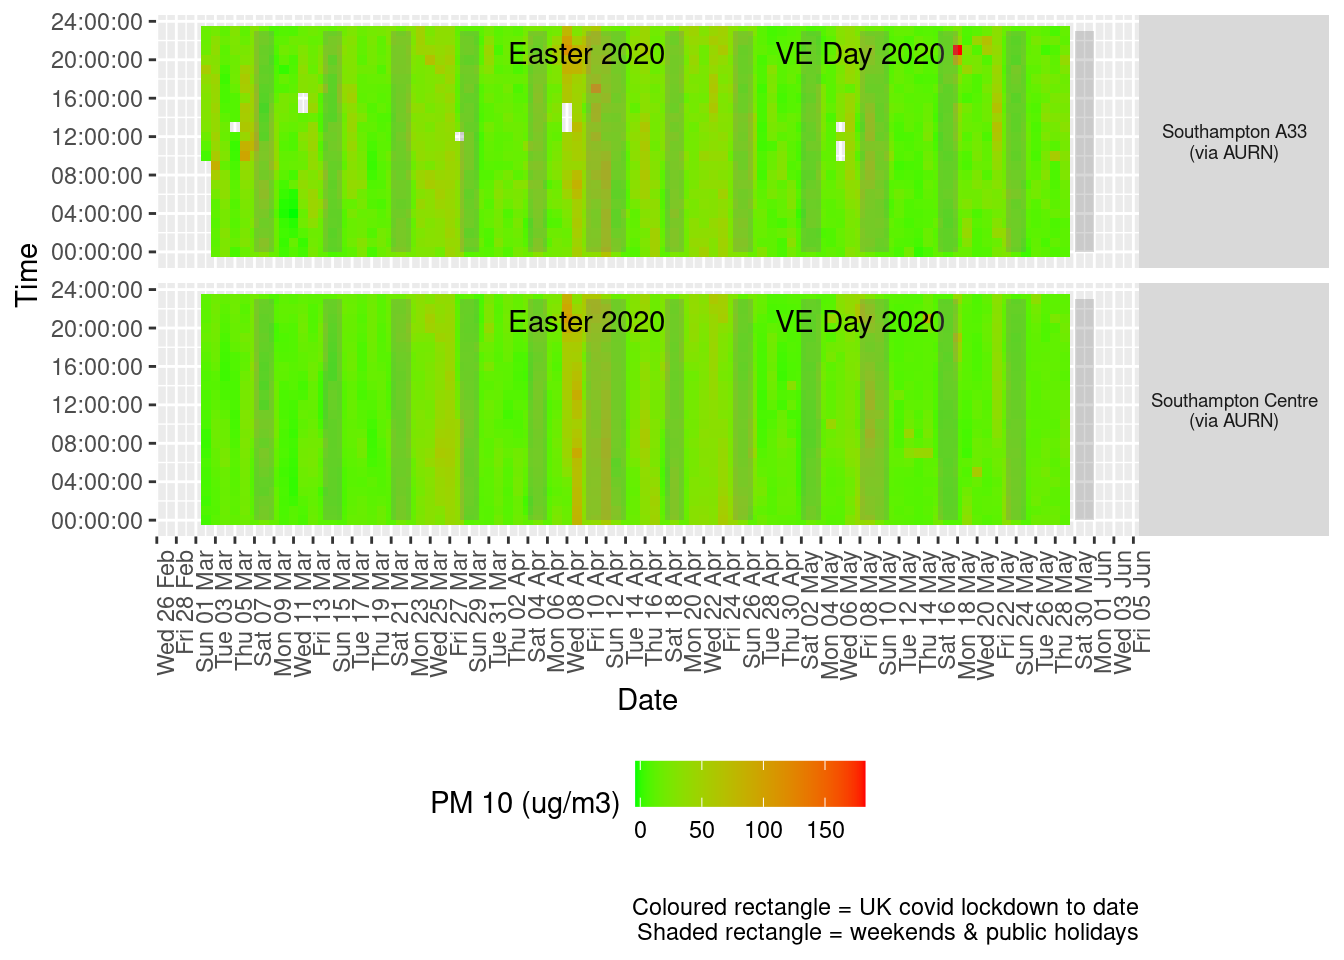 24:00:00
20:00:00
16:00:00
12:00:00
08:00:00
04:00:00
00:00:00
Easter 2020
VE Day 2020
Southampton A33
(via AURN)
Time
24:00:00
20:00:00
16:00:00
12:00:00
08:00:00
04:00:00
00:00:00
Easter 2020
VE Day 2020
Southampton Centre
(via AURN)
Wed 26 Feb
Fri 28 Feb
Sun 01 Mar
Tue 03 Mar
Thu 05 Mar
Sat 07 Mar
Mon 09 Mar
Wed 11 Mar
Fri 13 Mar
Sun 15 Mar
Tue 17 Mar
Thu 19 Mar
Sat 21 Mar
Mon 23 Mar
Wed 25 Mar
Fri 27 Mar
Sun 29 Mar
Tue 31 Mar
Thu 02 Apr
Sat 04 Apr
Mon 06 Apr
Wed 08 Apr
Fri 10 Apr
Sun 12 Apr
Tue 14 Apr
Thu 16 Apr
Sat 18 Apr
Mon 20 Apr
Wed 22 Apr
Fri 24 Apr
Sun 26 Apr
Tue 28 Apr
Thu 30 Apr
Sat 02 May
Mon 04 May
Wed 06 May
Fri 08 May
Sun 10 May
Tue 12 May
Thu 14 May
Sat 16 May
Mon 18 May
Wed 20 May
Fri 22 May
Sun 24 May
Tue 26 May
Thu 28 May
Sat 30 May
Mon 01 Jun
Wed 03 Jun
Fri 05 Jun
Date
PM 10 (ug/m3)
0
50
100
150
Coloured rectangle = UK covid lockdown to date
Shaded rectangle = weekends & public holidays